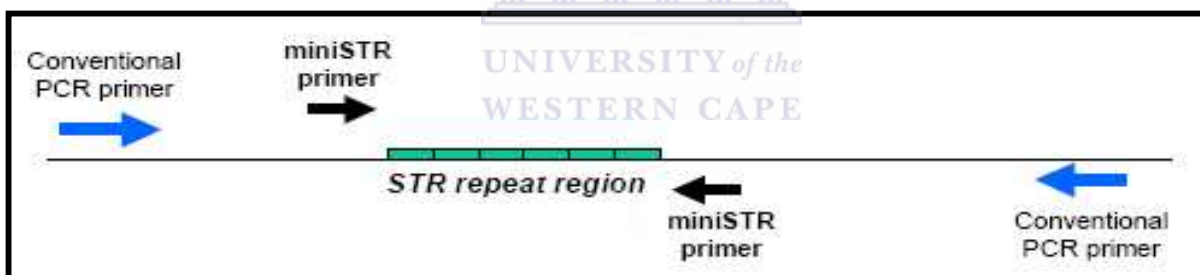 UNIVERSITY of the
WESTERN CAPE
Conventional
PCR primer
miniSTR
primer
STR repeat region
miniSTR
primer
Conventional
PCR primer